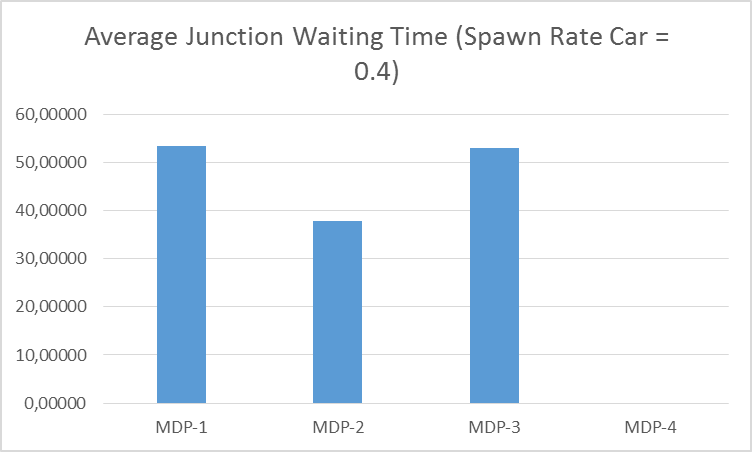 Average Junction Waiting Time (Spawn Rate Car =
0.4)
60,00000
50,00000
40,00000
30,00000
20,00000
10,00000
0,00000
MDP-1
MDP-2
MDP-3
MDP-4